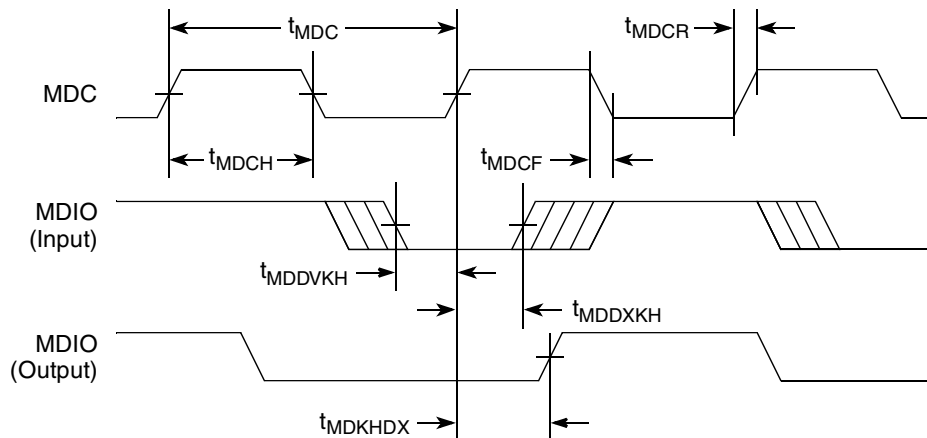 tMDC
tMDCR
MDC
tMDCH
tMDCF
MDIO
(Input)
tMDDVKH
tMDDXKH
MDIO
(Output)
tMDKHDX